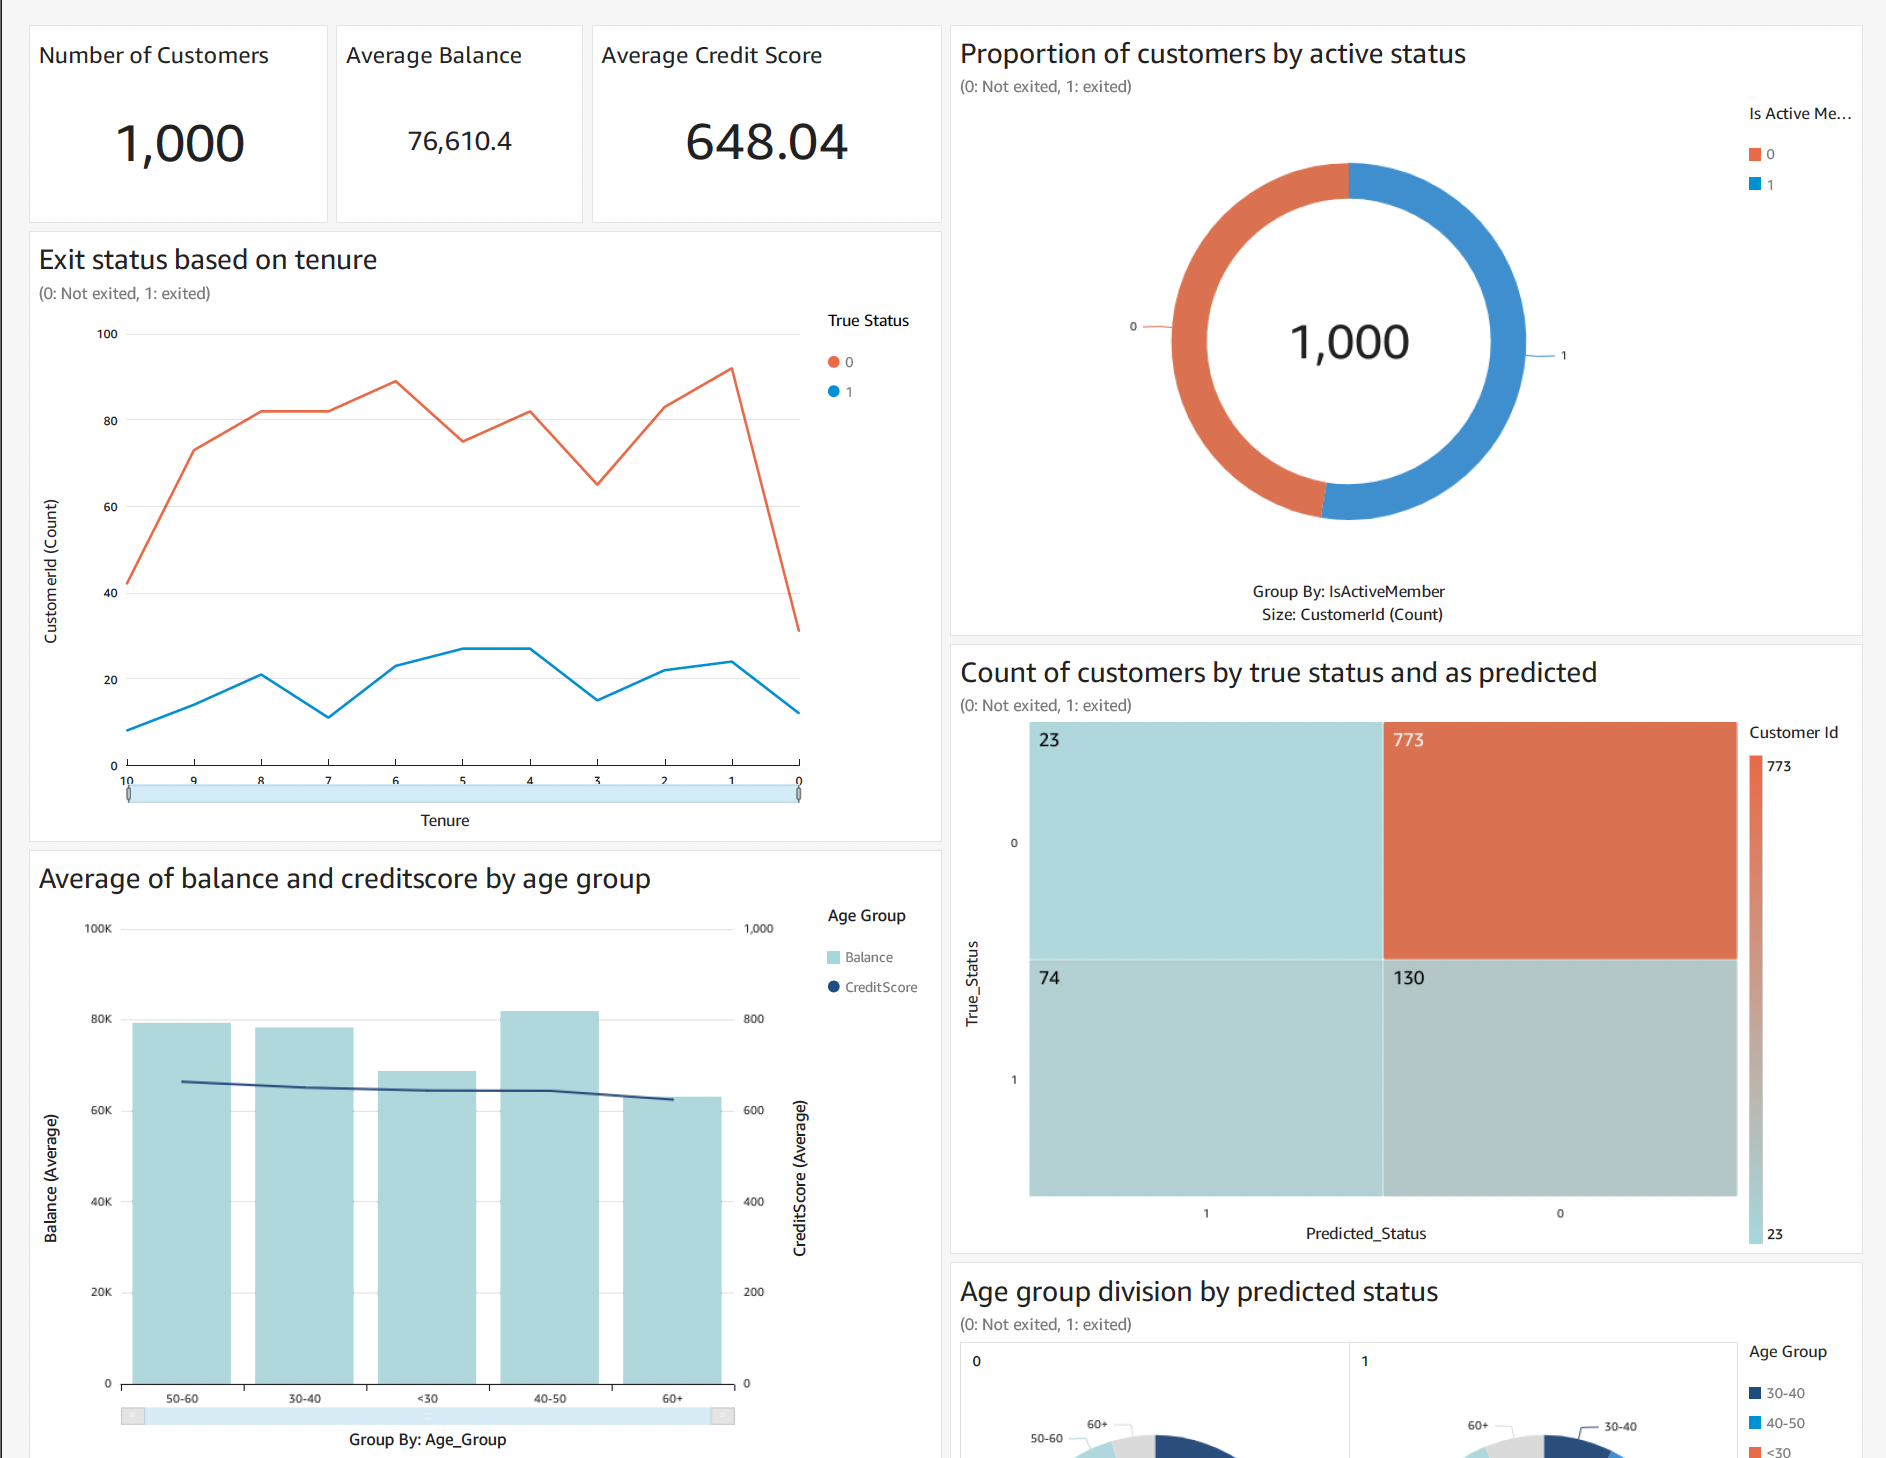 Number of Customers
1,000
Average Balance
76,610.4
Average Credit Score
648.04
Proportion of customers by active status
(0: Not exited, 1: exited)
Is Active Me...
0
1
0
1,000
1
Group By: IsActiveMember
Size: CustomerId (Count)
Exit status based on tenure
(0: Not exited, 1: exited)
True Status
0
1
CustomerId (Count)
100
80
60
40
20
0
10 9 8 7 6 5 4 3 2 1 0
Tenure
Count of customers by true status and as predicted
(0: Not exited, 1: exited)
Customer Id
773
23
True_Status
23 773
0
74 130
1
1 0
Predicted_Status
Average of balance and creditscore by age group
Age Group
Balance
CreditScore
Balance (Average)
100K
80K
60K
40K
20K
0
1,000
800
600
400
200
0
CreditScore (Average)
50-60 30-40 <30 40-50 60+
Group By: Age_Group
Age group division by predicted status
(0: Not exited, 1: exited)
0 1
Age Group
30-40
40-50
<30
60+
50-60
60+
30-40